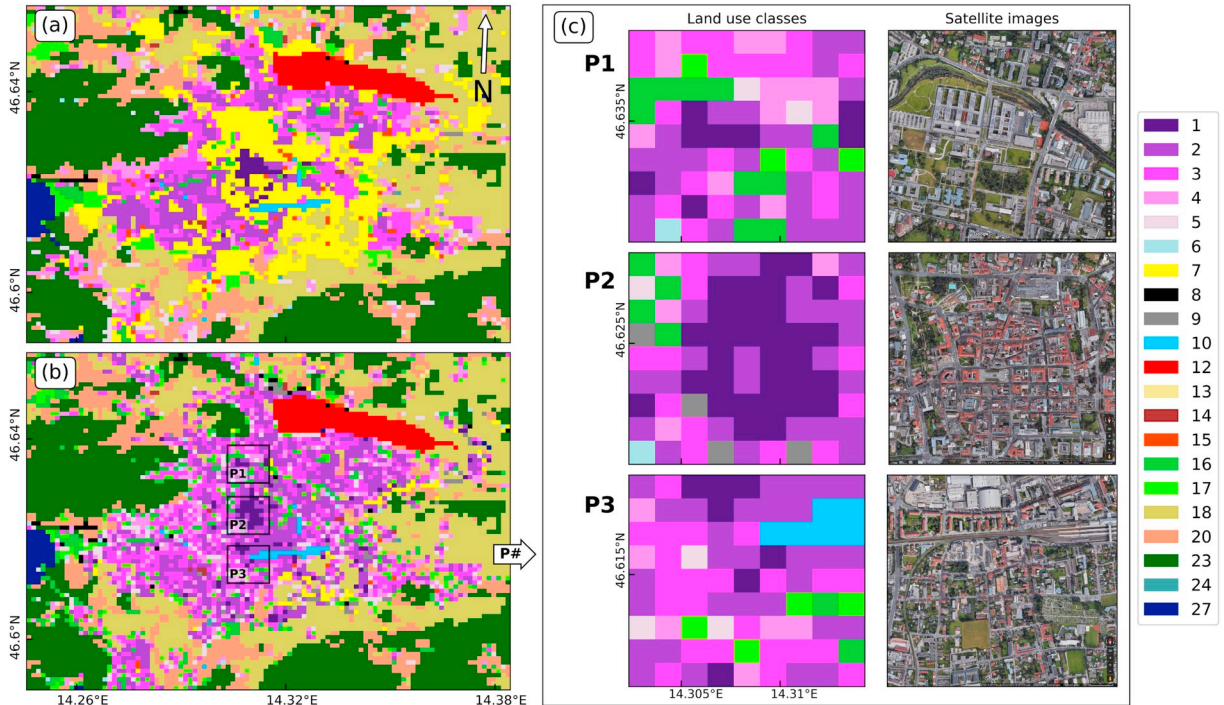 (a)
N
46.64°N
46.6°N
(b)
P1
P2
P3
P#
46.64°N
46.6°N
14.26°E 14.32°E 14.38°E
(c)
Land use classes Satellite images
P1
46.635°N
P2
46.625°N
P3
46.615°N
14.305°E 14.31°E
1
2
3
4
5
6
7
8
9
10
12
13
14
15
16
17
18
20
23
24
27